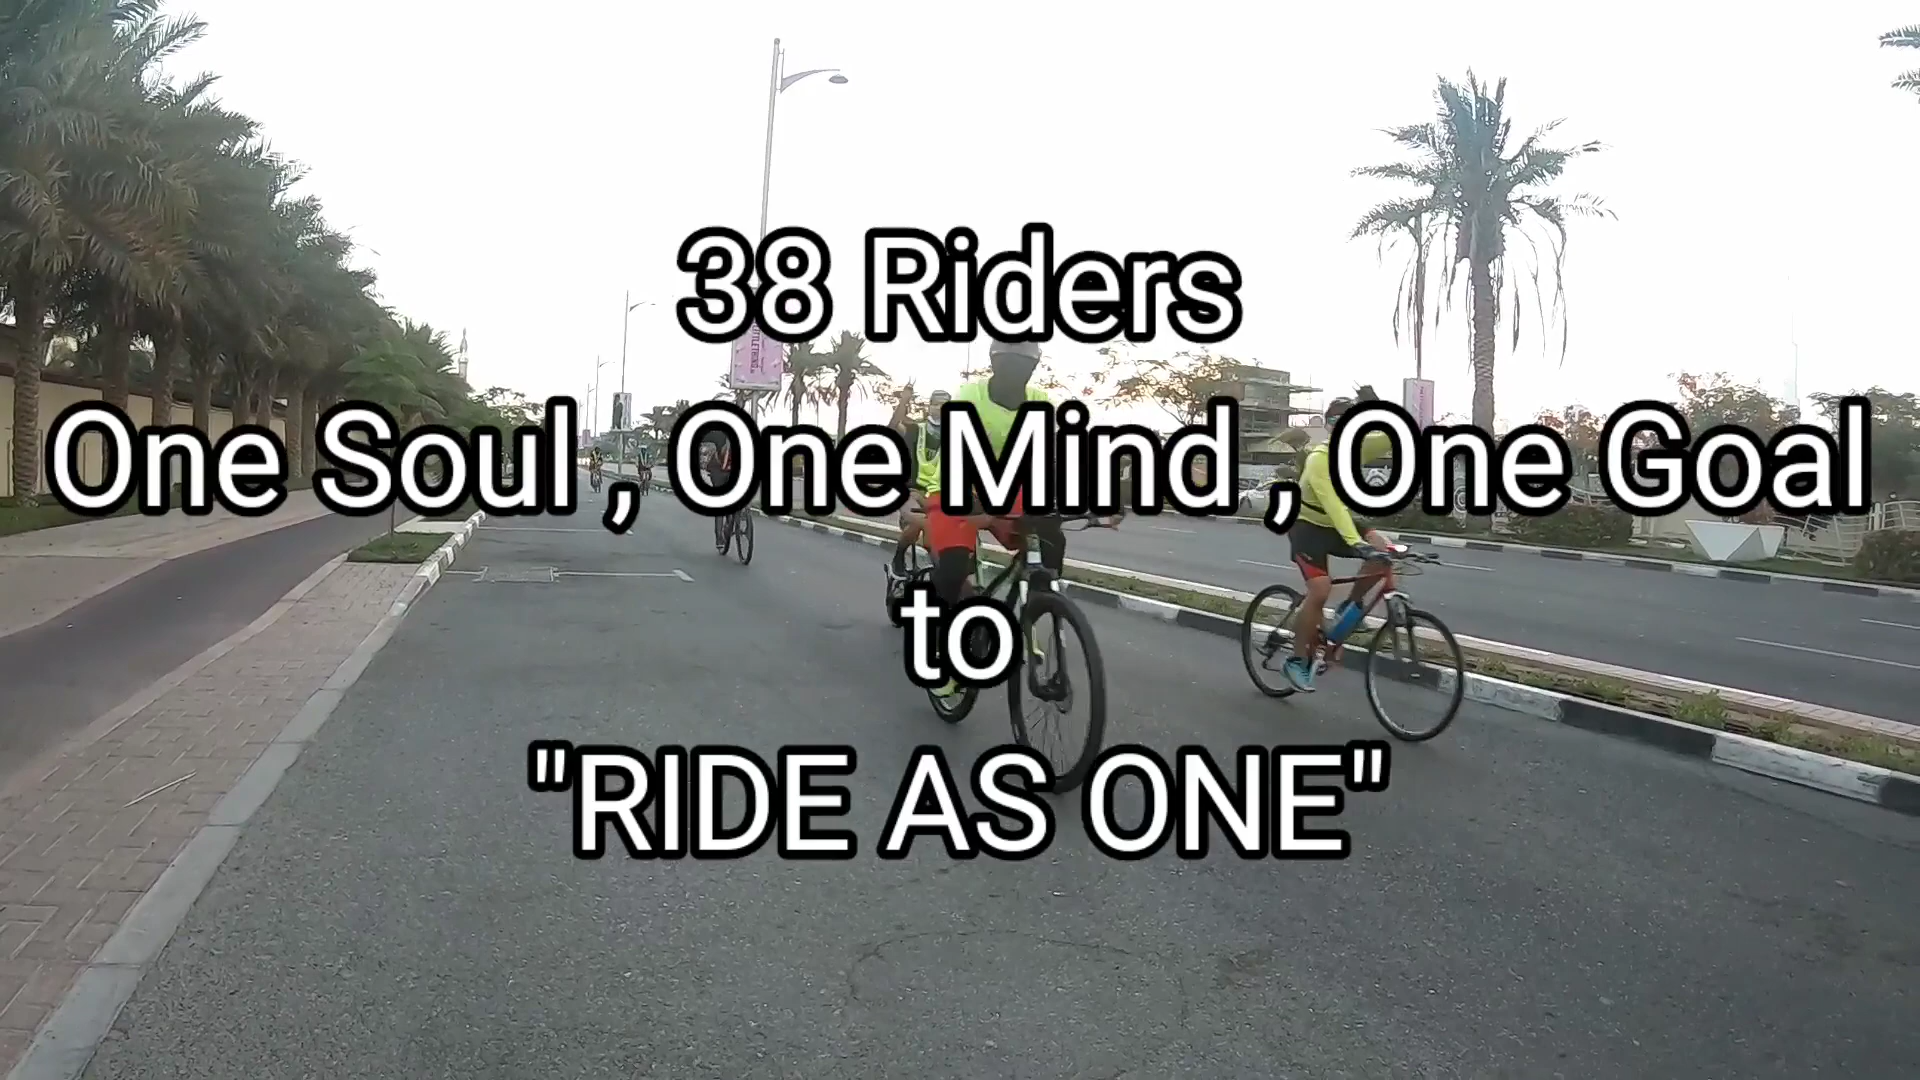 38 Riders
One Soul , One Mind , One Goal
to
"RIDE AS ONE"